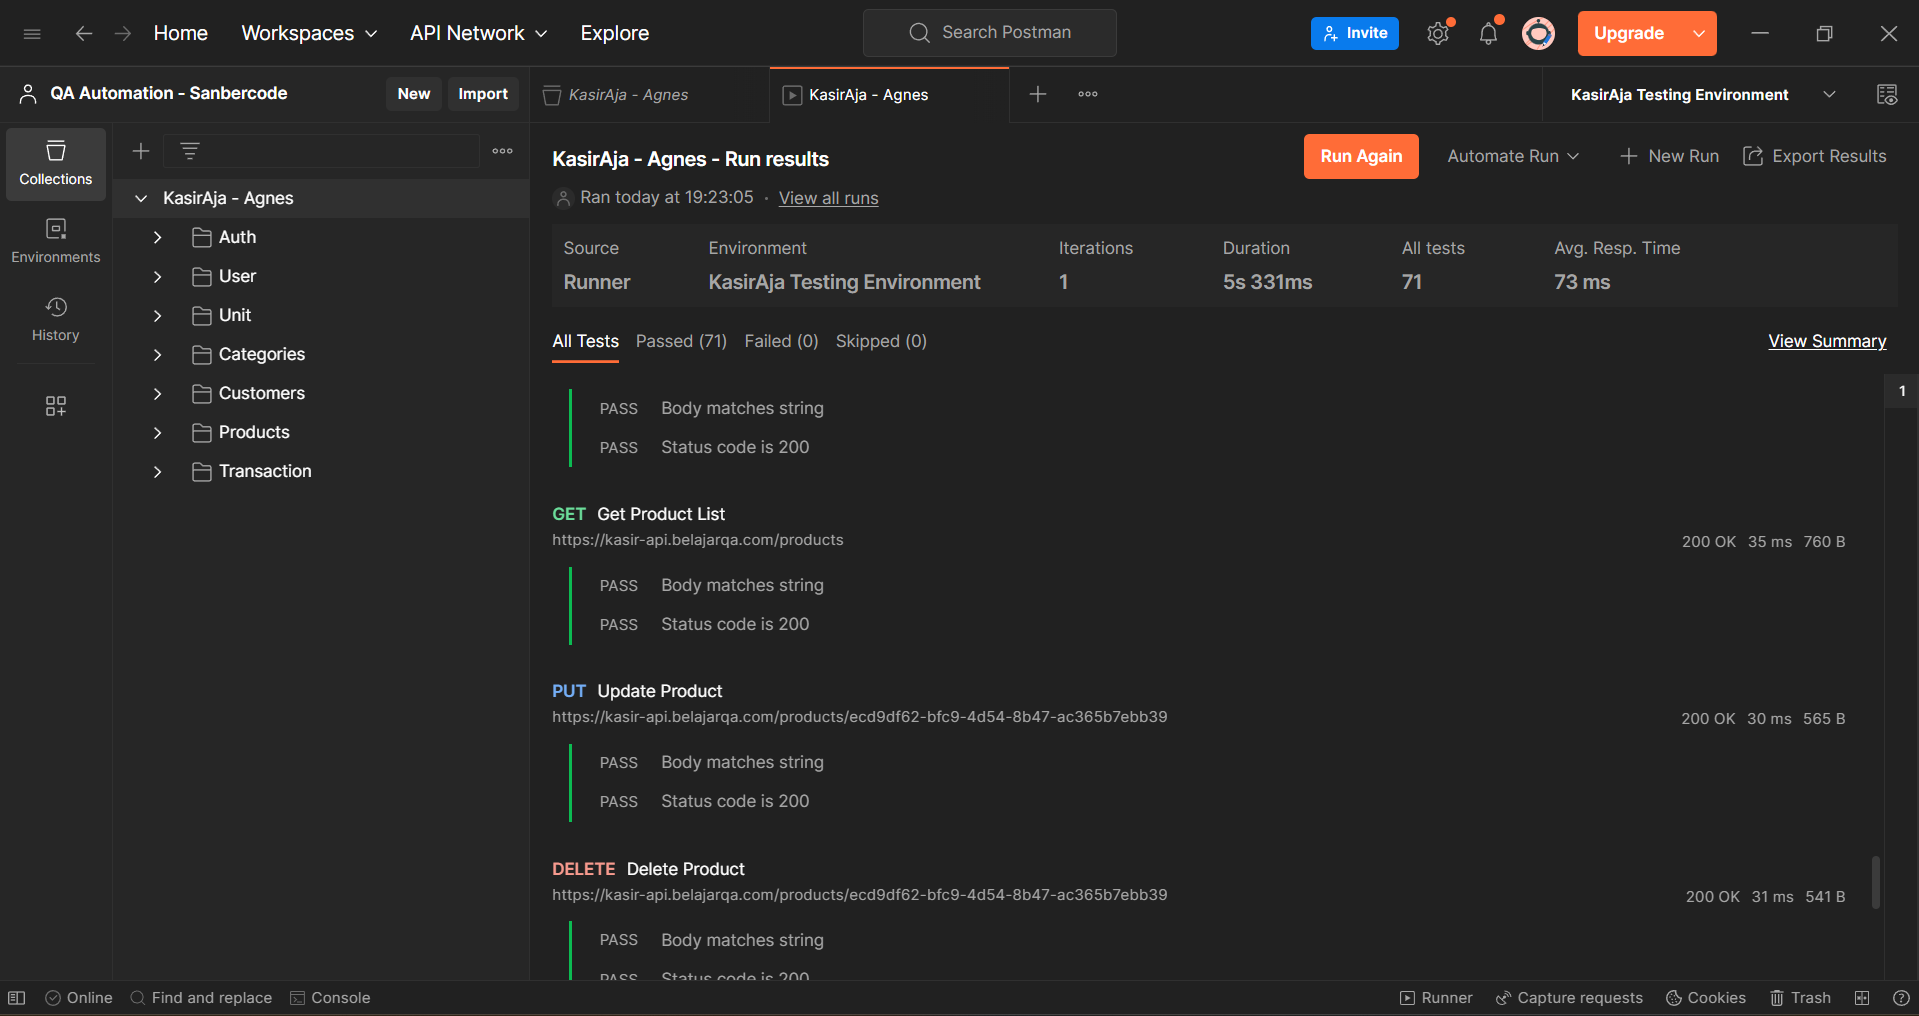 Home Workspaces API Network Explore Search Postman Invite Upgrade
QA Automation - Sanbercode New Import KasirAja - Agnes KasirAja - Agnes KasirAja Testing Environment
Collections
Environments
History
KasirAja - Agnes
Auth
User
Unit
Categories
Customers
Products
Transaction
KasirAja - Agnes - Run results Run Again Automate Run New Run Export Results
Ran today at 19:23:05 · View all runs
Source Environment Iterations Duration All tests Avg. Resp. Time
Runner KasirAja Testing Environment 1 5s 331ms 71 73 ms
All Tests Passed (71) Failed (0) Skipped (0) View Summary
1
PASS Body matches string
PASS Status code is 200
GET Get Product List
https://kasir-api.belajarqa.com/products 200 OK 35 ms 760 B
PASS Body matches string
PASS Status code is 200
PUT Update Product
https://kasir-api.belajarqa.com/products/ecd9df62-bfc9-4d54-8b47-ac365b7ebb39 200 OK 30 ms 565 B
PASS Body matches string
PASS Status code is 200
DELETE Delete Product
https://kasir-api.belajarqa.com/products/ecd9df62-bfc9-4d54-8b47-ac365b7ebb39 200 OK 31 ms 541 B
PASS Body matches string
PASS Status code is 200
Online Find and replace Console Runner Capture requests Cookies Trash